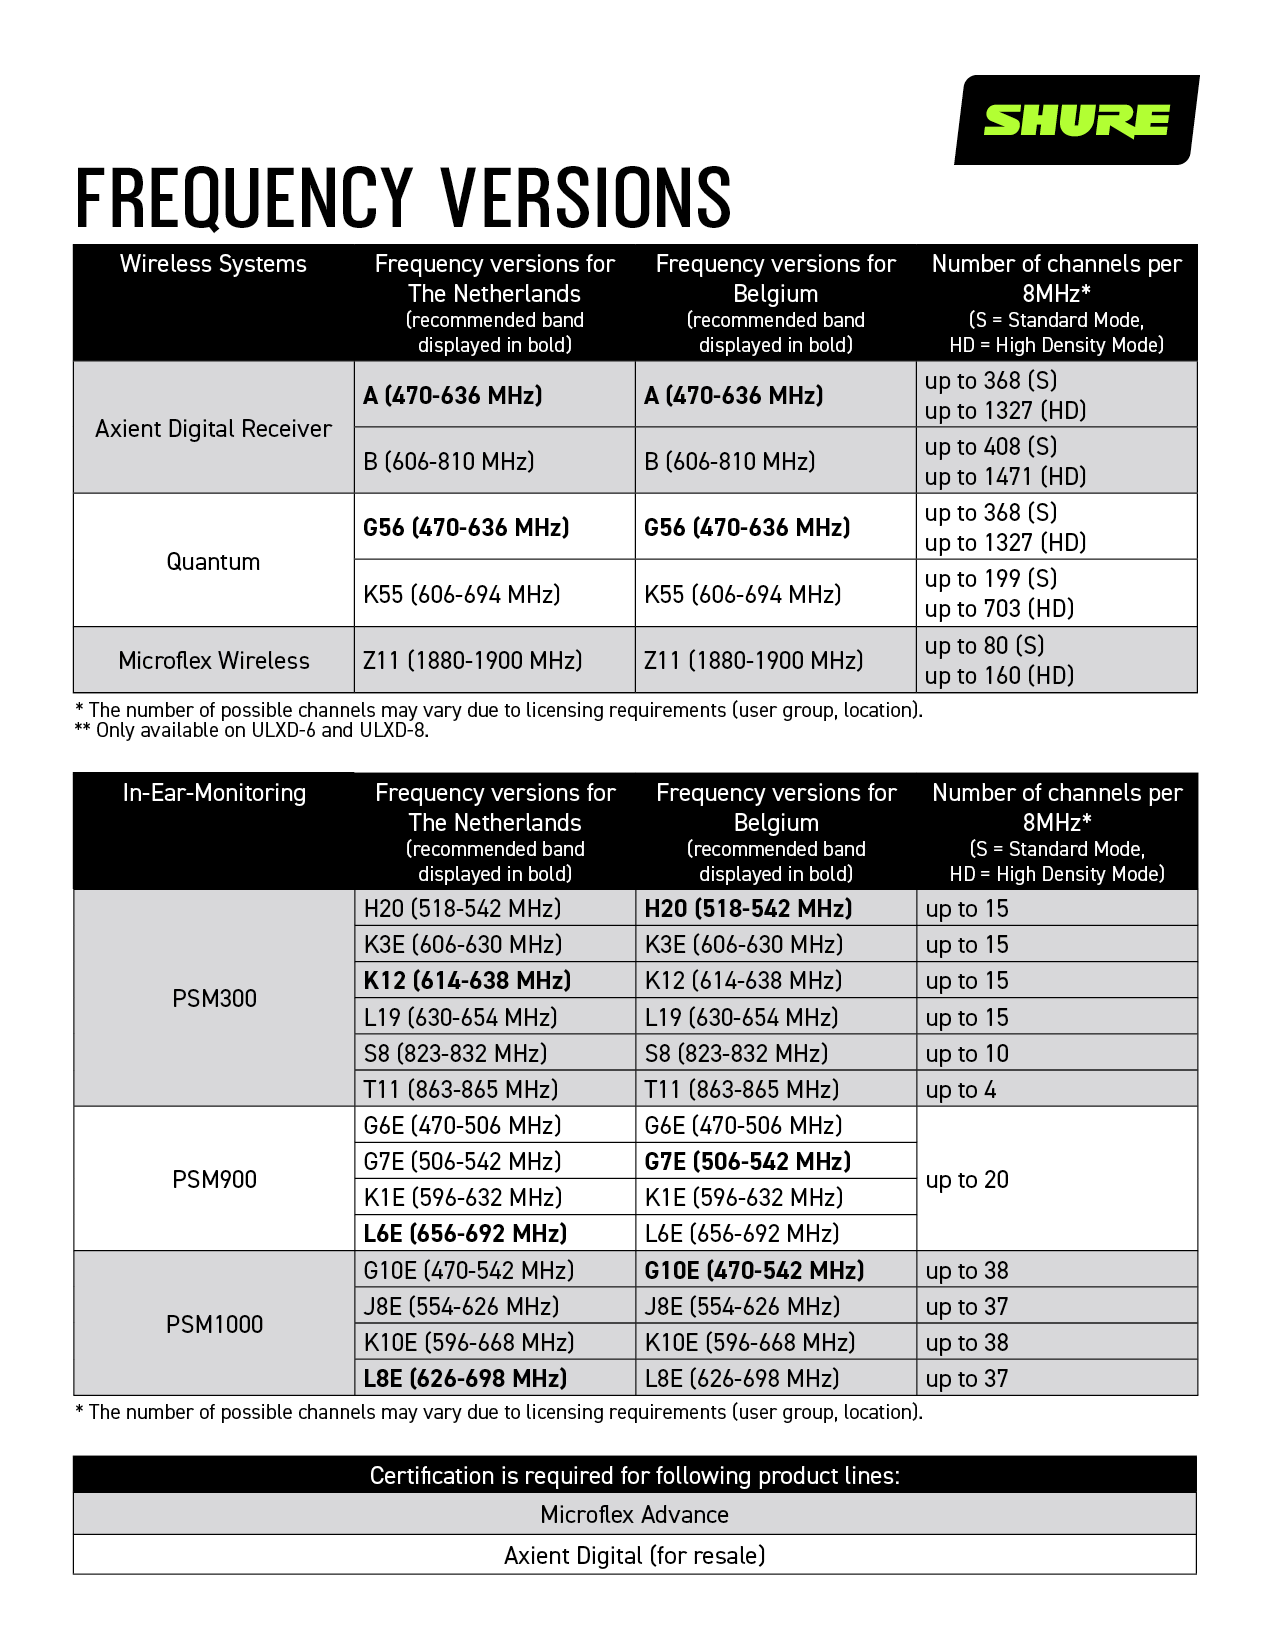 SHURE
FREQUENCY VERSIONS
Wireless Systems
Frequency versions for
The Netherlands
(recommended band
displayed in bold)
Frequency versions for
Belgium
(recommended band
displayed in bold)
Number of channels per
8MHz*
(S = Standard Mode,
HD = High Density Mode)
Axient Digital Receiver
A (470-636 MHz)
A (470-636 MHz)
up to 368 (S)
up to 1327 (HD)
B (606-810 MHz)
B (606-810 MHz)
up to 408 (S)
up to 1471 (HD)
Quantum
G56 (470-636 MHz)
G56 (470-636 MHz)
up to 368 (S)
up to 1327 (HD)
K55 (606-694 MHz)
K55 (606-694 MHz)
up to 199 (S)
up to 703 (HD)
Microflex Wireless
Z11 (1880-1900 MHz)
Z11 (1880-1900 MHz)
up to 80 (S)
up to 160 (HD)
* The number of possible channels may vary due to licensing requirements (user group, location).
** Only available on ULXD-6 and ULXD-8.
In-Ear-Monitoring
Frequency versions for
The Netherlands
(recommended band
displayed in bold)
Frequency versions for
Belgium
(recommended band
displayed in bold)
Number of channels per
8MHz*
(S = Standard Mode,
HD = High Density Mode)
PSM300
H20 (518-542 MHz)
H20 (518-542 MHz)
up to 15
K3E (606-630 MHz)
K3E (606-630 MHz)
up to 15
K12 (614-638 MHz)
K12 (614-638 MHz)
up to 15
L19 (630-654 MHz)
L19 (630-654 MHz)
up to 15
S8 (823-832 MHz)
S8 (823-832 MHz)
up to 10
T11 (863-865 MHz)
T11 (863-865 MHz)
up to 4
PSM900
G6E (470-506 MHz)
G6E (470-506 MHz)
G7E (506-542 MHz)
G7E (506-542 MHz)
up to 20
K1E (596-632 MHz)
K1E (596-632 MHz)
L6E (656-692 MHz)
L6E (656-692 MHz)
PSM1000
G10E (470-542 MHz)
G10E (470-542 MHz)
up to 38
J8E (554-626 MHz)
J8E (554-626 MHz)
up to 37
K10E (596-668 MHz)
K10E (596-668 MHz)
up to 38
L8E (626-698 MHz)
L8E (626-698 MHz)
up to 37
* The number of possible channels may vary due to licensing requirements (user group, location).
Certification is required for following product lines:
Microflex Advance
Axient Digital (for resale)